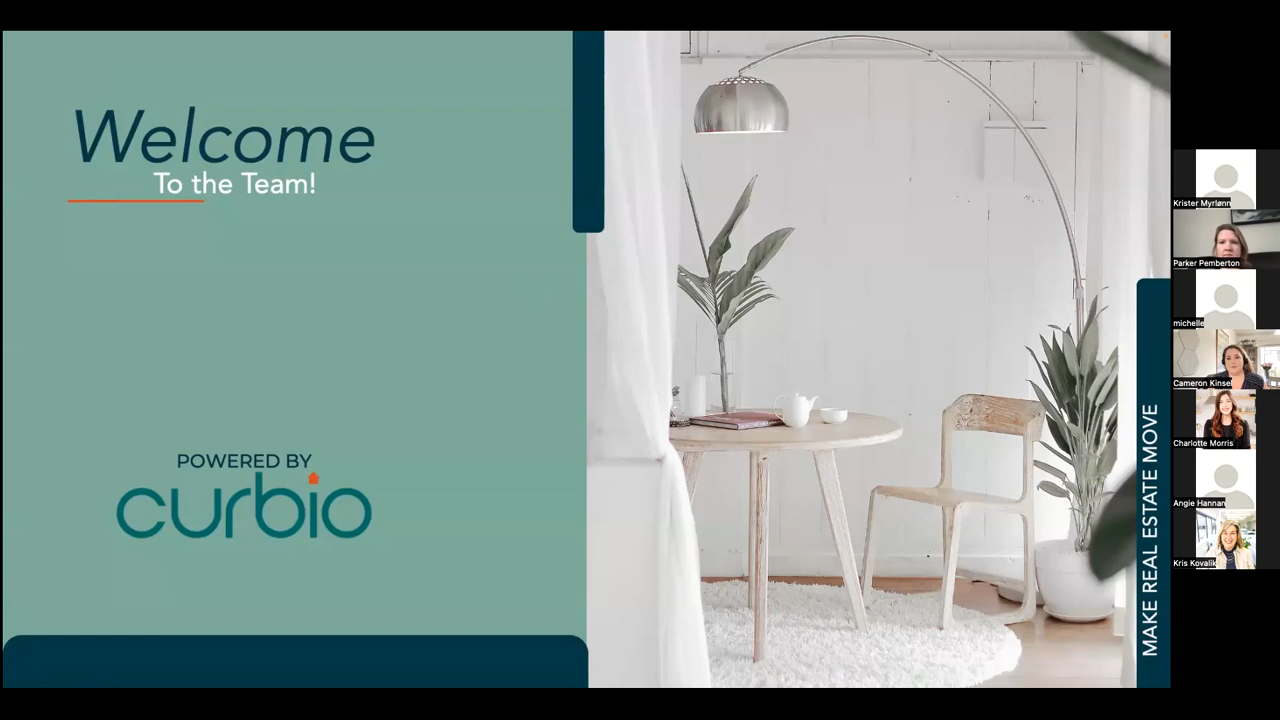 Welcome
To the Team!
POWERED BY
curbio
MAKE REAL ESTATE MOVE
Krister Myrlønn
Parker Pemberton
michelle
Cameron Kinsel
Charlotte Morris
Angie Hannan
Kris Kovalik